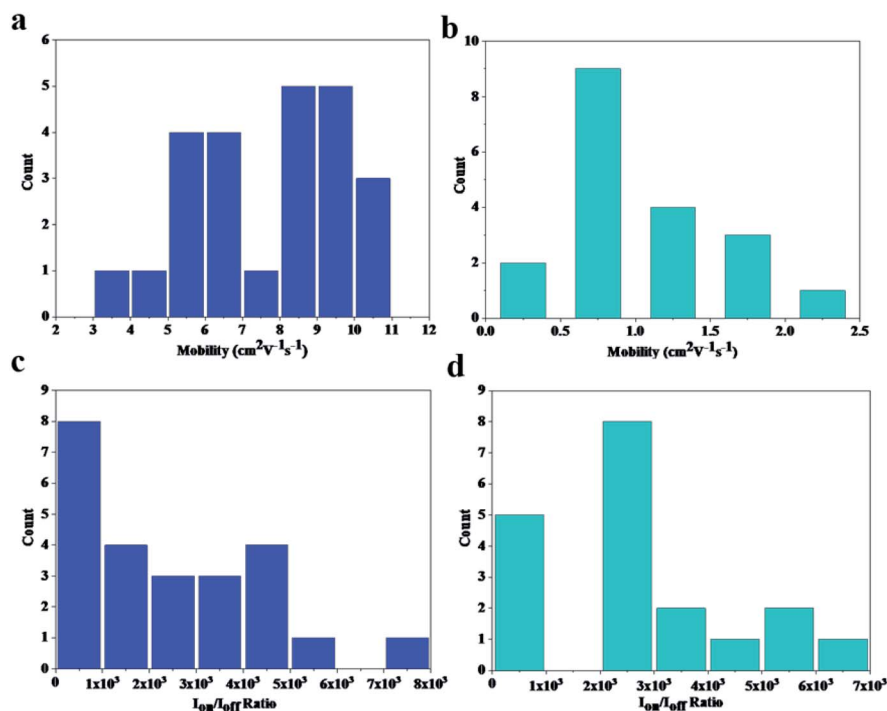 a
6
5
4
3
2
1
0
Count
2 3 4 5 6 7 8 9 10 11 12
Mobility (cm²V⁻¹s⁻¹)
b
10
8
6
4
2
0
Count
0.0 0.5 1.0 1.5 2.0 2.5
Mobility (cm²V⁻¹s⁻¹)
c
9
8
7
6
5
4
3
2
1
0
Count
0 1x10³ 2x10³ 3x10³ 4x10³ 5x10³ 6x10³ 7x10³ 8x10³
Iₒₙ/Iₒff Ratio
d
9
8
7
6
5
4
3
2
1
0
Count
0 1x10³ 2x10³ 3x10³ 4x10³ 5x10³ 6x10³ 7x10³
Iₒₙ/Iₒff Ratio